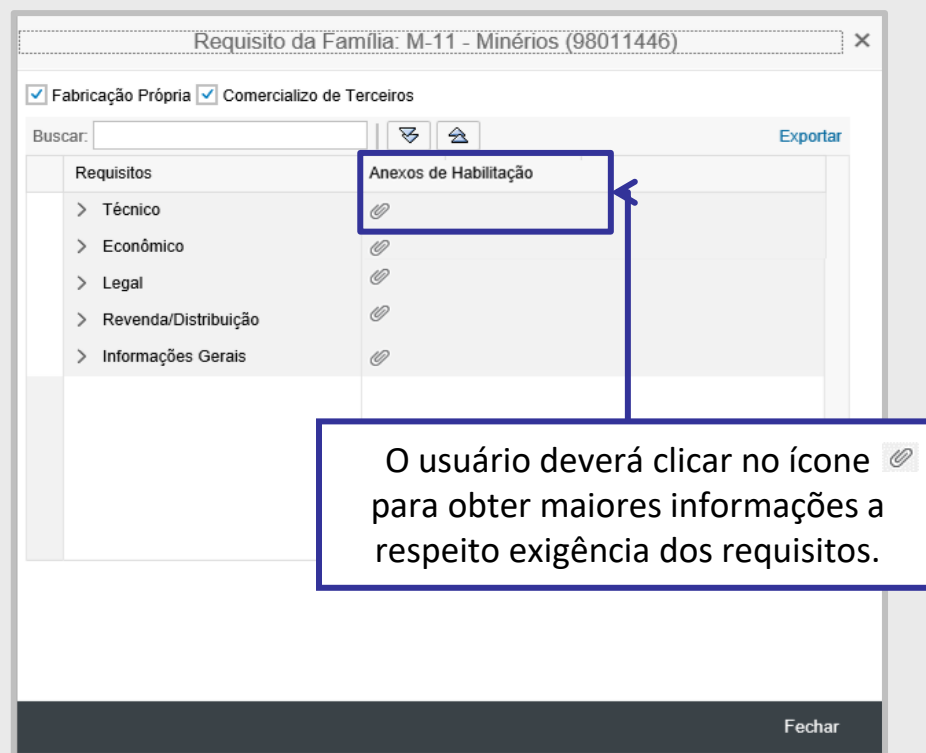 Requisito da Família: M-11 - Minérios (98011446)
Fabricação Própria Comercializo de Terceiros
Buscar: Exportar
Requisitos Anexos de Habilitação
Técnico
Econômico
Legal
Revenda/Distribuição
Informações Gerais
O usuário deverá clicar no ícone
para obter maiores informações a
respeito exigência dos requisitos.
Fechar